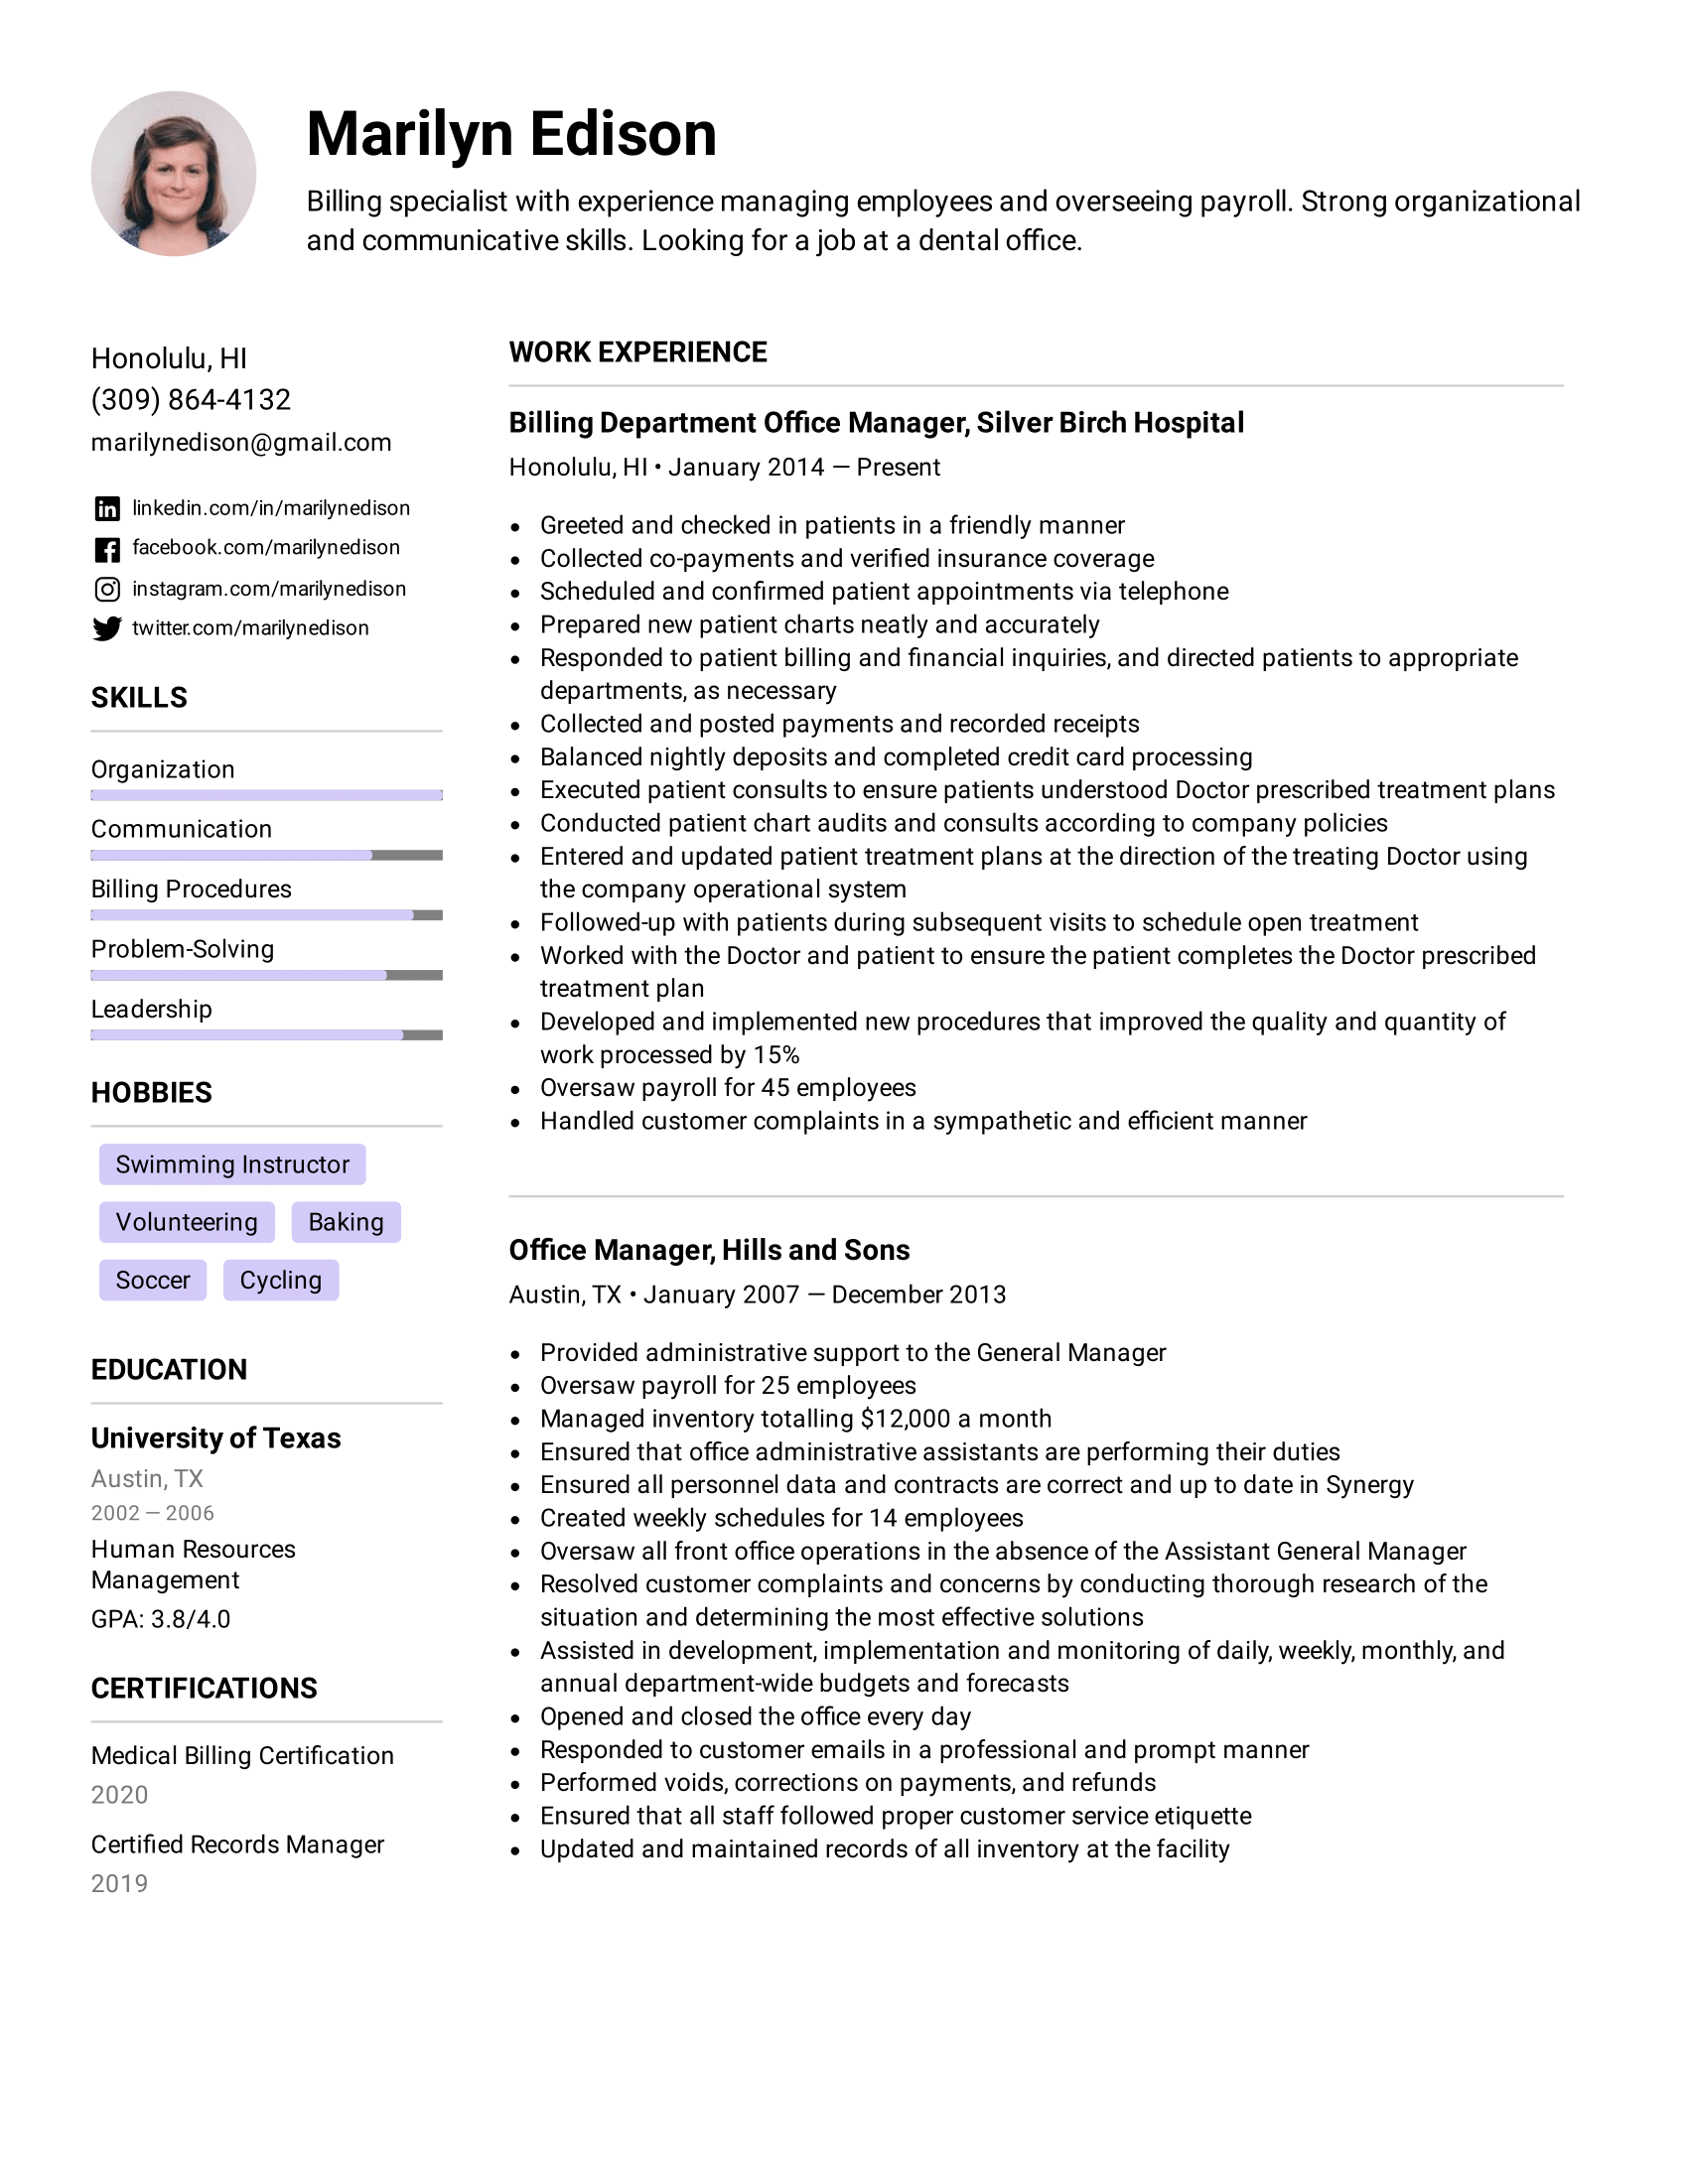 Marilyn Edison
Billing specialist with experience managing employees and overseeing payroll. Strong organizational
and communicative skills. Looking for a job at a dental office.
Honolulu, HI
(309) 864-4132
marilynedison@gmail.com
linkedin.com/in/marilynedison
facebook.com/marilynedison
instagram.com/marilynedison
twitter.com/marilynedison
SKILLS
Organization
Communication
Billing Procedures
Problem-Solving
Leadership
HOBBIES
Swimming Instructor
Volunteering Baking
Soccer Cycling
EDUCATION
University of Texas
Austin, TX
2002 — 2006
Human Resources
Management
GPA: 3.8/4.0
CERTIFICATIONS
Medical Billing Certification
2020
Certified Records Manager
2019
WORK EXPERIENCE
Billing Department Office Manager, Silver Birch Hospital
Honolulu, HI • January 2014 — Present
• Greeted and checked in patients in a friendly manner
• Collected co-payments and verified insurance coverage
• Scheduled and confirmed patient appointments via telephone
• Prepared new patient charts neatly and accurately
• Responded to patient billing and financial inquiries, and directed patients to appropriate
departments, as necessary
• Collected and posted payments and recorded receipts
• Balanced nightly deposits and completed credit card processing
• Executed patient consults to ensure patients understood Doctor prescribed treatment plans
• Conducted patient chart audits and consults according to company policies
• Entered and updated patient treatment plans at the direction of the treating Doctor using
the company operational system
• Followed-up with patients during subsequent visits to schedule open treatment
• Worked with the Doctor and patient to ensure the patient completes the Doctor prescribed
treatment plan
• Developed and implemented new procedures that improved the quality and quantity of
work processed by 15%
• Oversaw payroll for 45 employees
• Handled customer complaints in a sympathetic and efficient manner
Office Manager, Hills and Sons
Austin, TX • January 2007 — December 2013
• Provided administrative support to the General Manager
• Oversaw payroll for 25 employees
• Managed inventory totalling $12,000 a month
• Ensured that office administrative assistants are performing their duties
• Ensured all personnel data and contracts are correct and up to date in Synergy
• Created weekly schedules for 14 employees
• Oversaw all front office operations in the absence of the Assistant General Manager
• Resolved customer complaints and concerns by conducting thorough research of the
situation and determining the most effective solutions
• Assisted in development, implementation and monitoring of daily, weekly, monthly, and
annual department-wide budgets and forecasts
• Opened and closed the office every day
• Responded to customer emails in a professional and prompt manner
• Performed voids, corrections on payments, and refunds
• Ensured that all staff followed proper customer service etiquette
• Updated and maintained records of all inventory at the facility